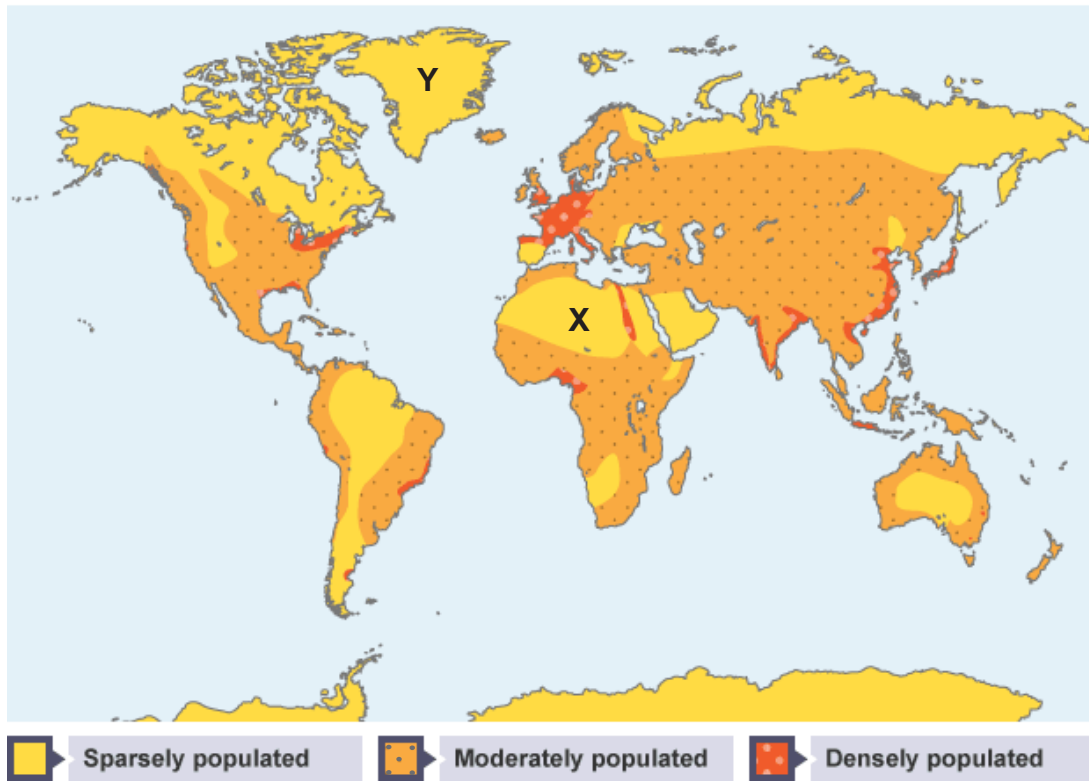 Y
X
Sparsely populated
Moderately populated
Densely populated